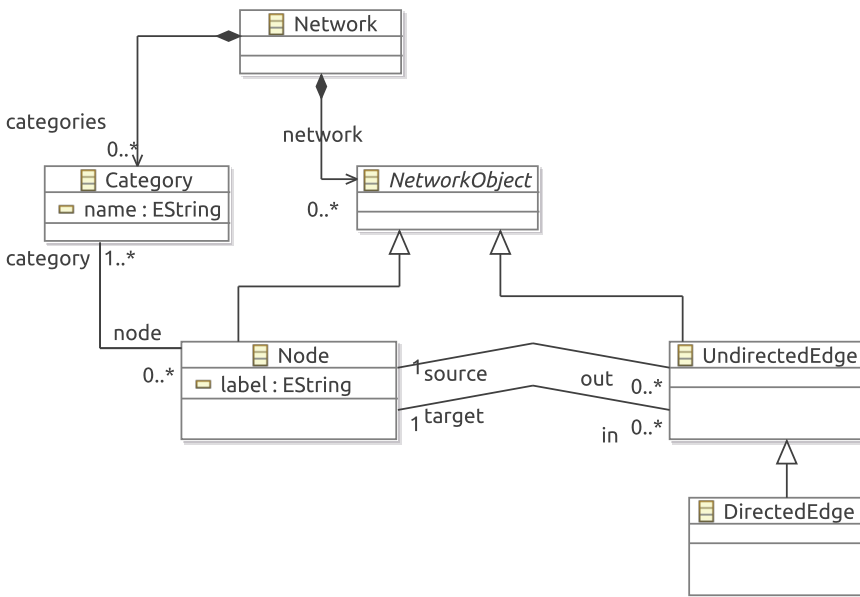 Network
categories
0..*
network
Category
name : EString
NetworkObject
0..*
category
1..*
node
0..*
Node
label : EString
1
source
out
0..*
1
target
in
0..*
UndirectedEdge
DirectedEdge